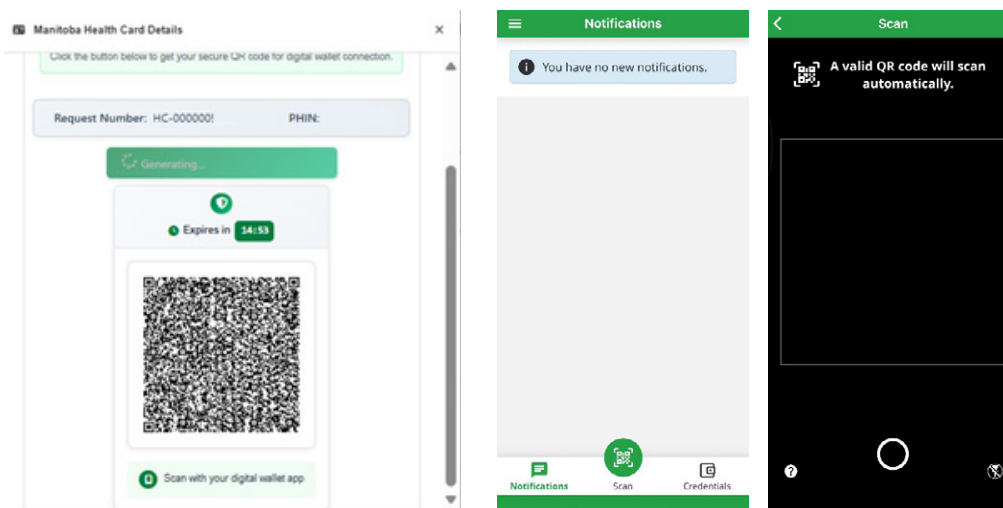 Manitoba Health Card Details
Click the button below to get your secure QR code for digital wallet connection.
Request Number: HC-000000! PHIN:
Generating...
Expires in 14:53
Scan with your digital wallet app
Notifications
You have no new notifications.
Notifications Scan Credentials
Scan
A valid QR code will scan
automatically.